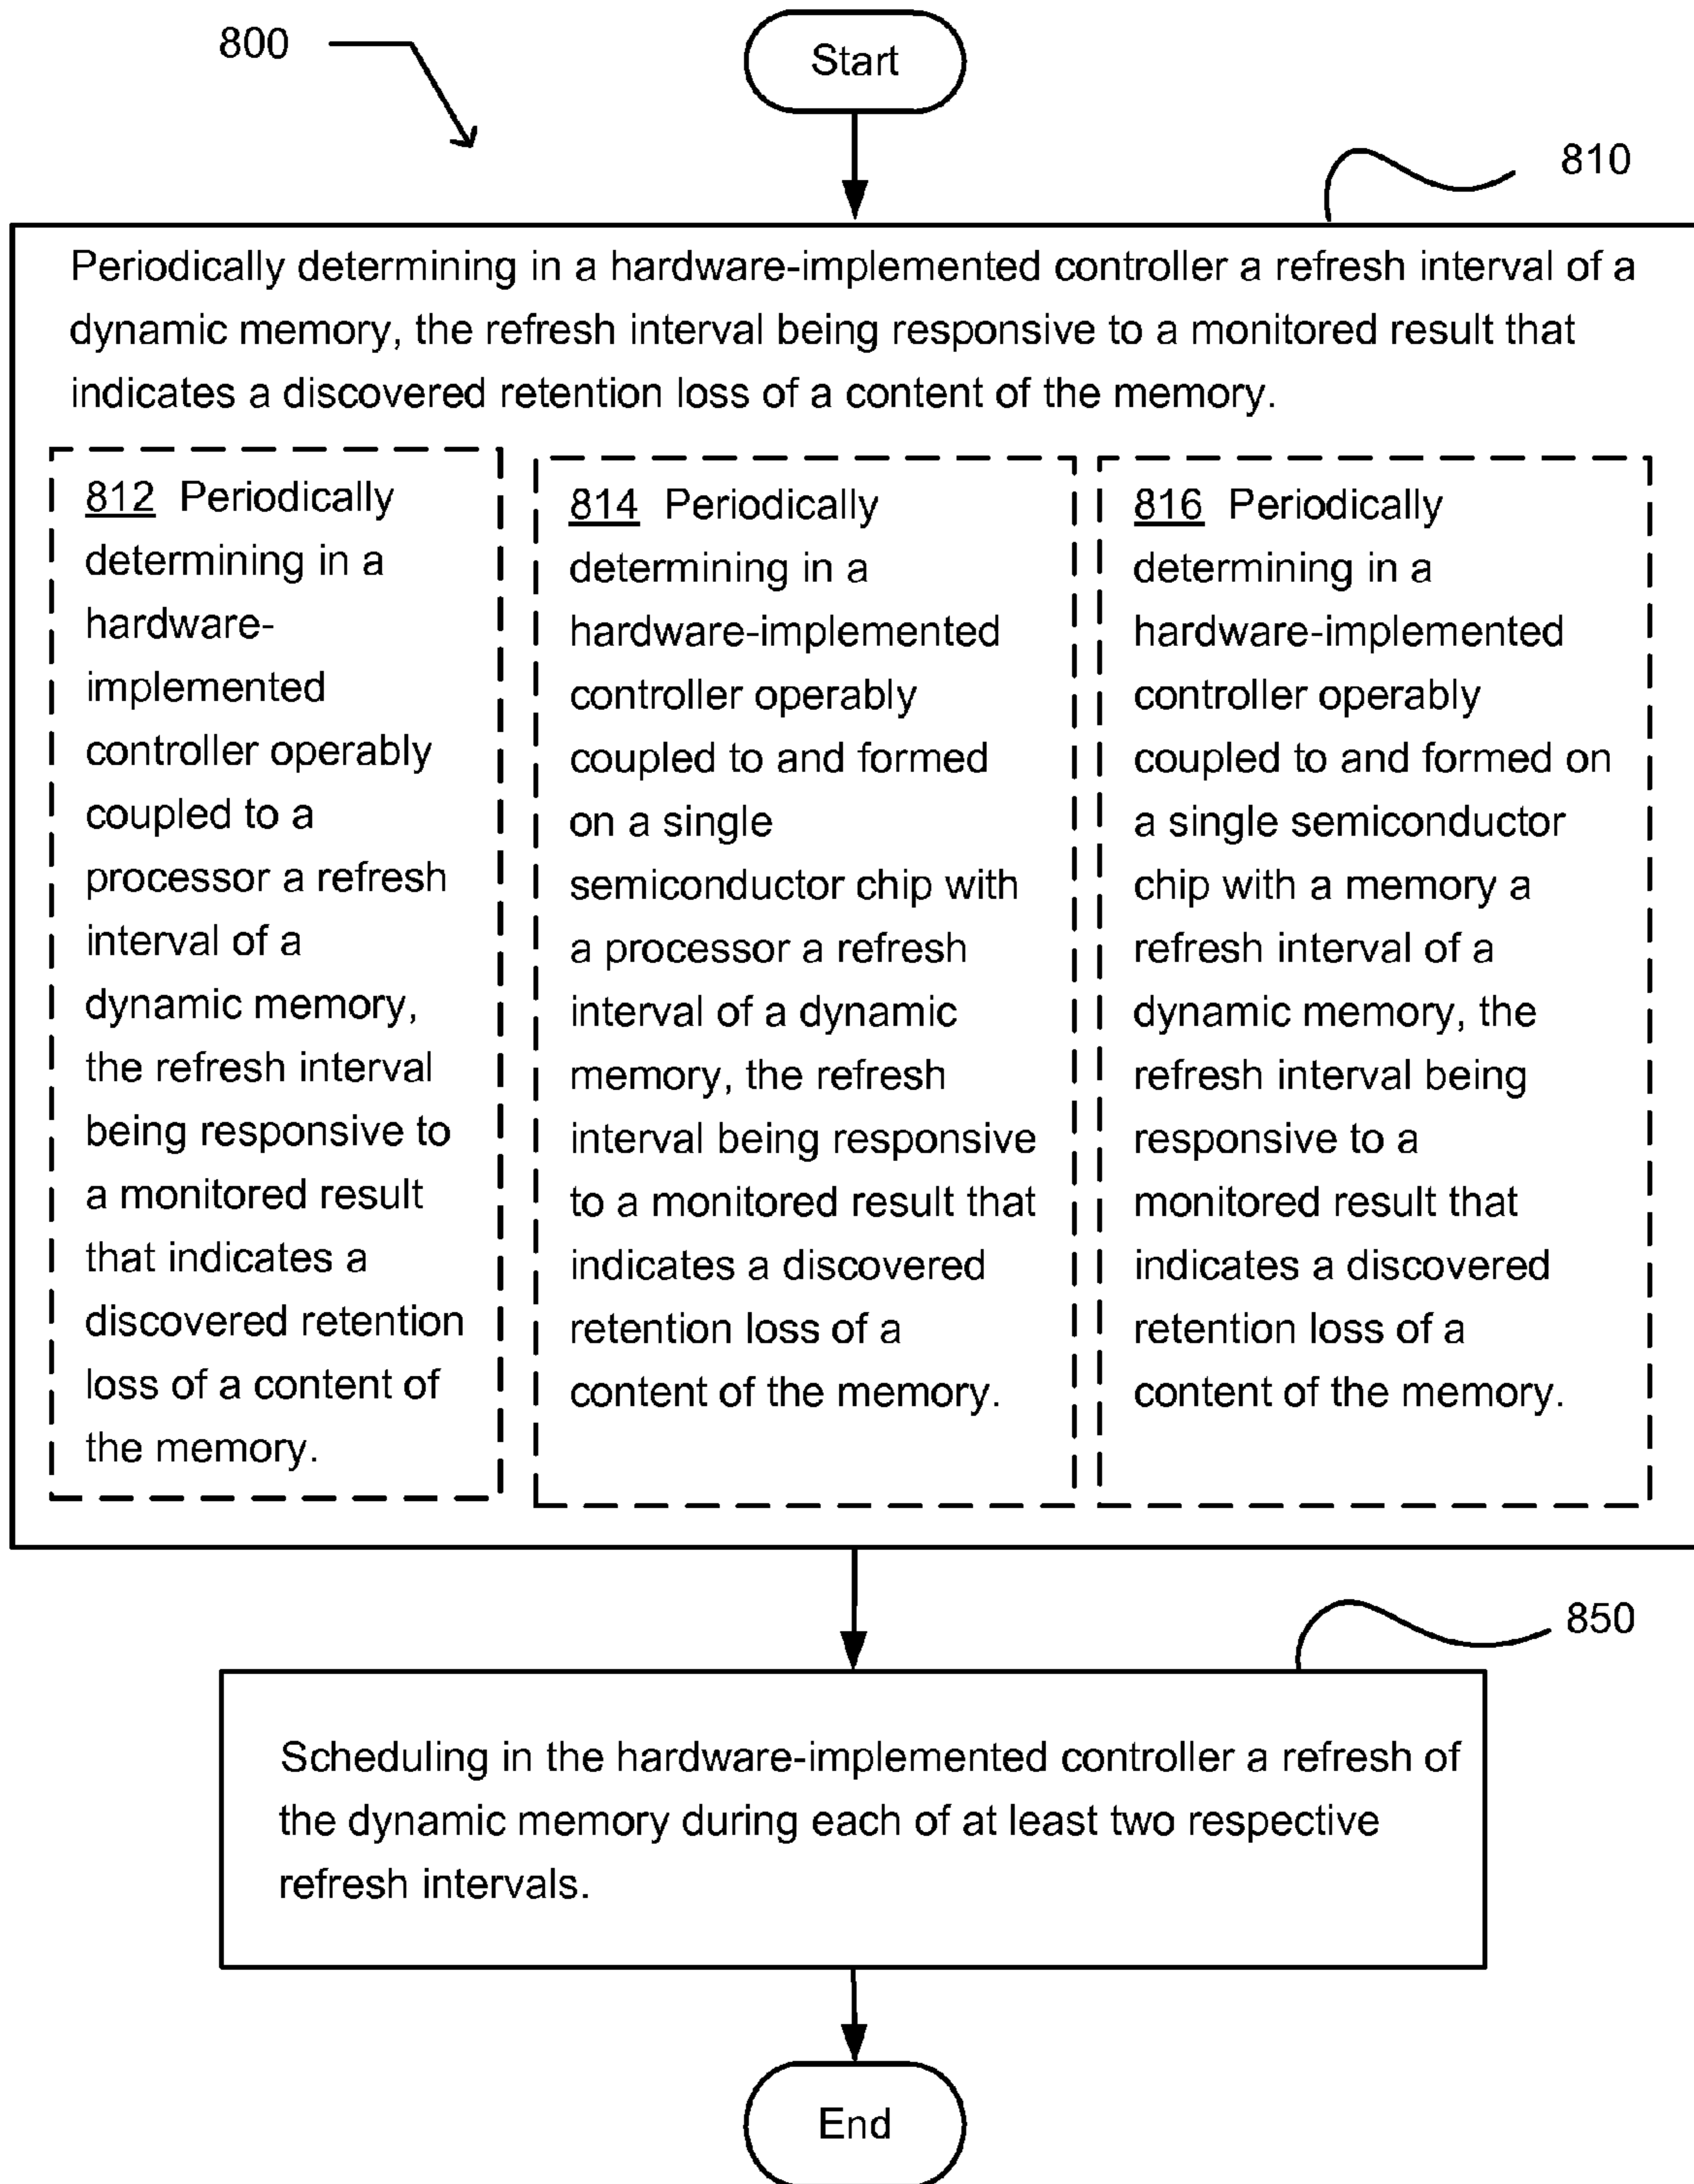 800
Start
810
Periodically determining in a hardware-implemented controller a refresh interval of a
dynamic memory, the refresh interval being responsive to a monitored result that
indicates a discovered retention loss of a content of the memory.
812 Periodically
determining in a
hardware-
implemented
controller operably
coupled to a
processor a refresh
interval of a
dynamic memory,
the refresh interval
being responsive to
a monitored result
that indicates a
discovered retention
loss of a content of
the memory.
814 Periodically
determining in a
hardware-implemented
controller operably
coupled to and formed
on a single
semiconductor chip with
a processor a refresh
interval of a dynamic
memory, the refresh
interval being responsive
to a monitored result that
indicates a discovered
retention loss of a
content of the memory.
816 Periodically
determining in a
hardware-implemented
controller operably
coupled to and formed on
a single semiconductor
chip with a memory a
refresh interval of a
dynamic memory, the
refresh interval being
responsive to a
monitored result that
indicates a discovered
retention loss of a
content of the memory.
850
Scheduling in the hardware-implemented controller a refresh of
the dynamic memory during each of at least two respective
refresh intervals.
End